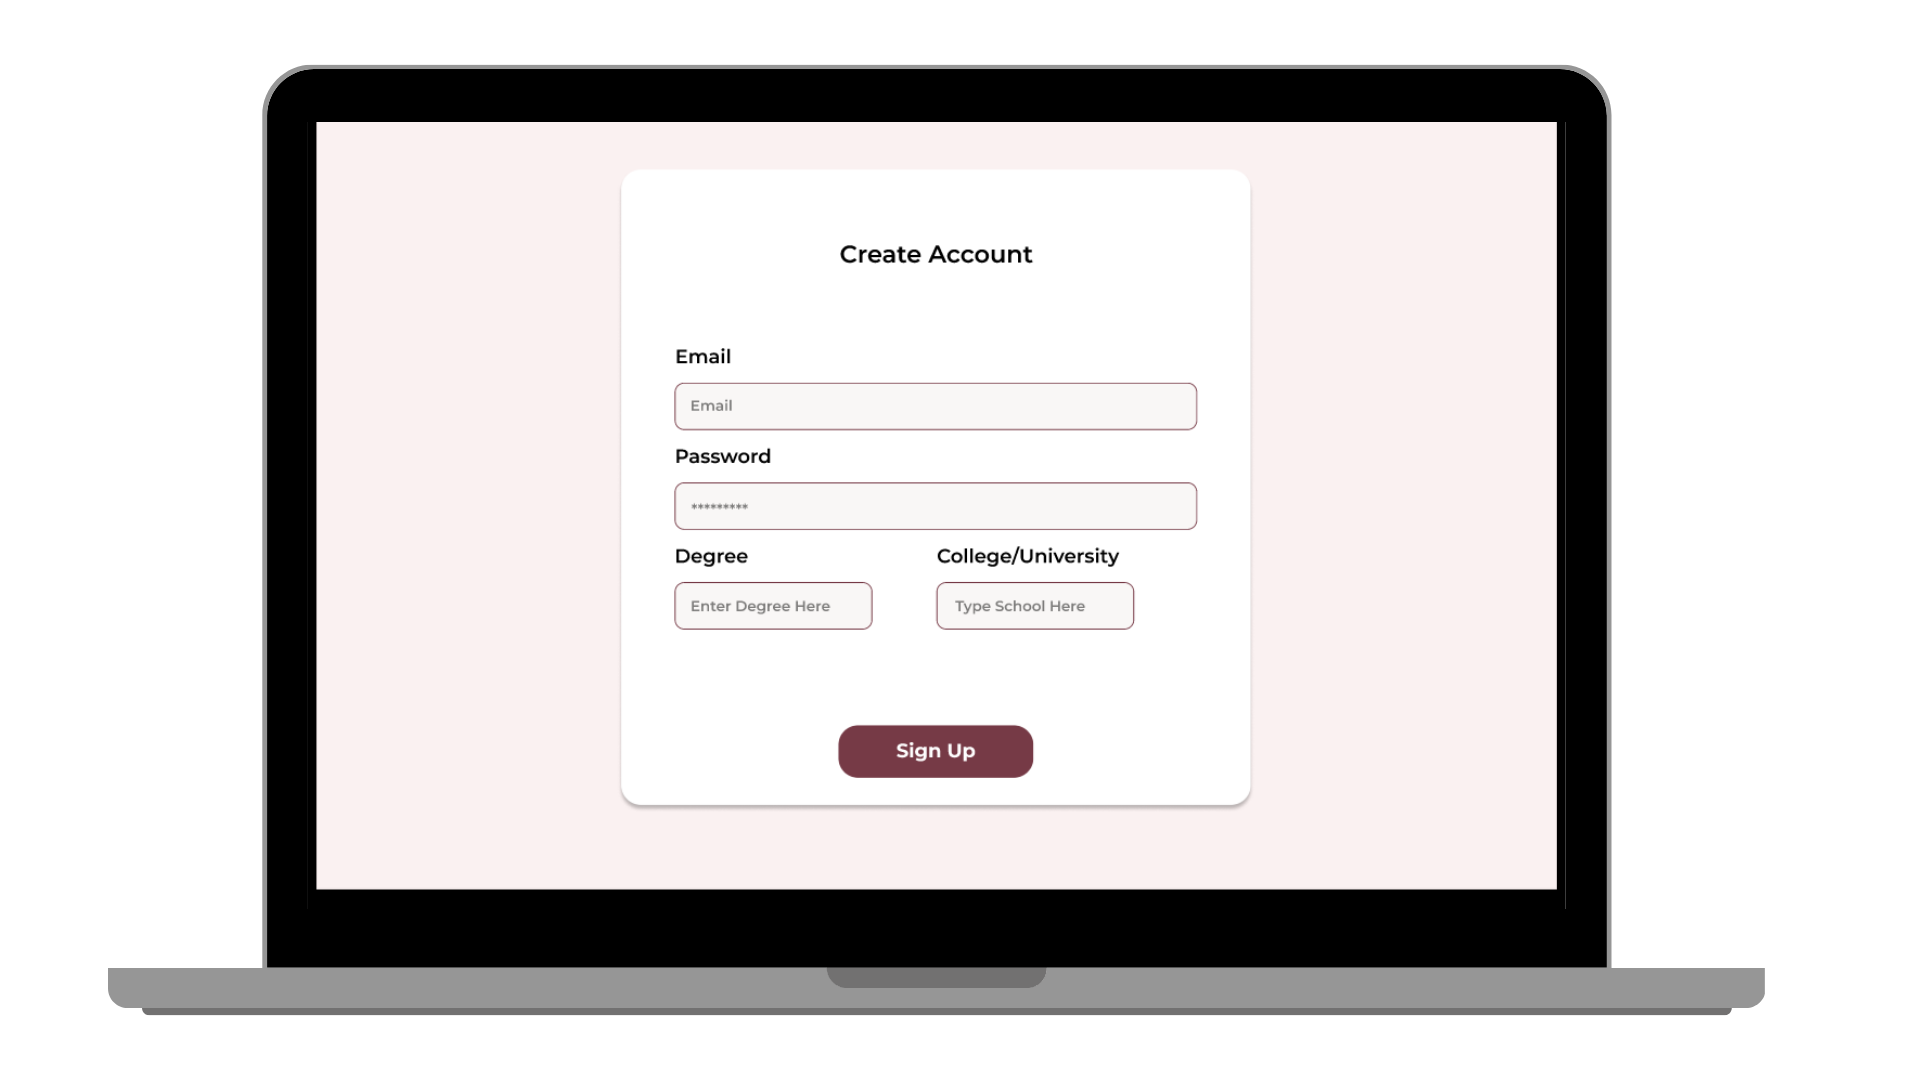 Create Account
Email
Email
Password
*********
Degree
College/University
Enter Degree Here
Type School Here
Sign Up